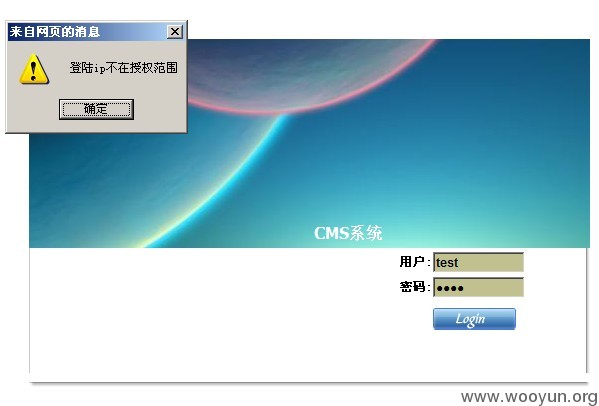 来自网页的消息
登陆ip不在授权范围
确定
CMS系统
用户: test
密码: ●●●●
Login
www.wooyun.org